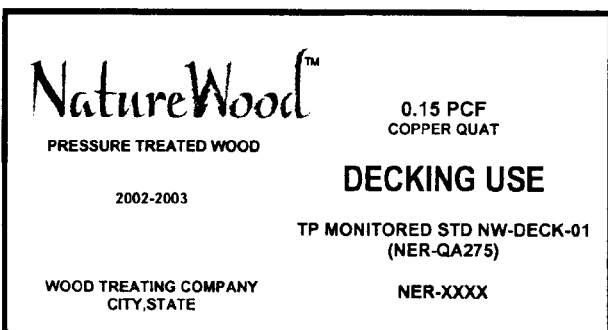 NatureWood™
PRESSURE TREATED WOOD
2002-2003
WOOD TREATING COMPANY
CITY,STATE
0.15 PCF
COPPER QUAT
DECKING USE
TP MONITORED STD NW-DECK-01
(NER-QA275)
NER-XXXX